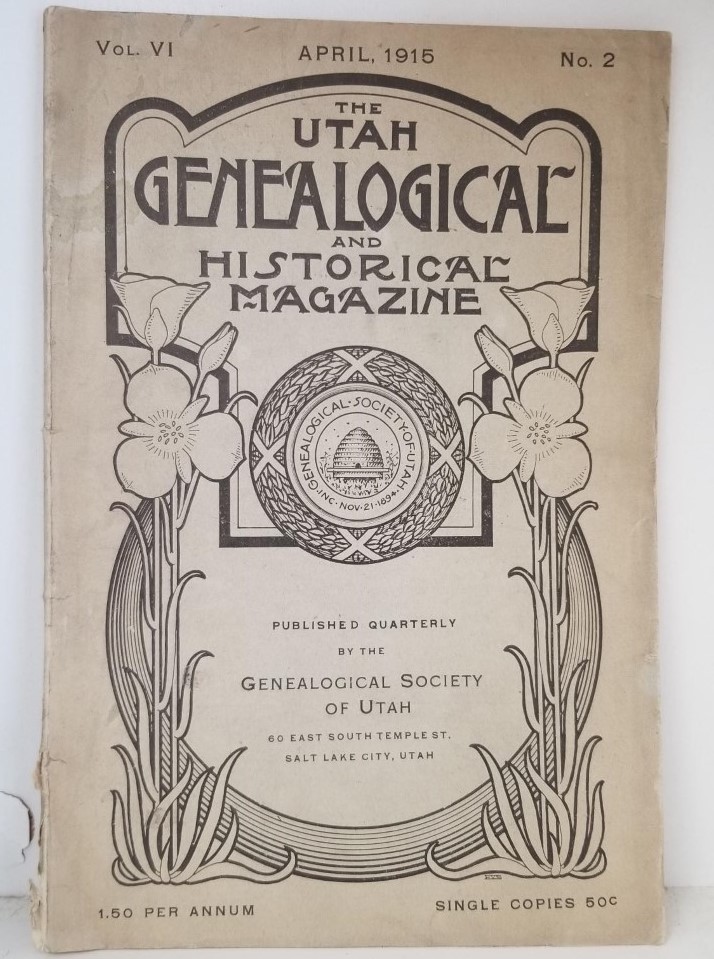 VOL. VI APRIL, 1915 No. 2
THE
UTAH
GENEALOGICAL
AND
HISTORICAL
MAGAZINE
·GENEALOGICAL·SOCIETY·OF·UTAH·
INC·NOV·21·1894·
PUBLISHED QUARTERLY
BY THE
GENEALOGICAL SOCIETY
OF UTAH
60 EAST SOUTH TEMPLE ST.
SALT LAKE CITY, UTAH
1.50 PER ANNUM SINGLE COPIES 50C